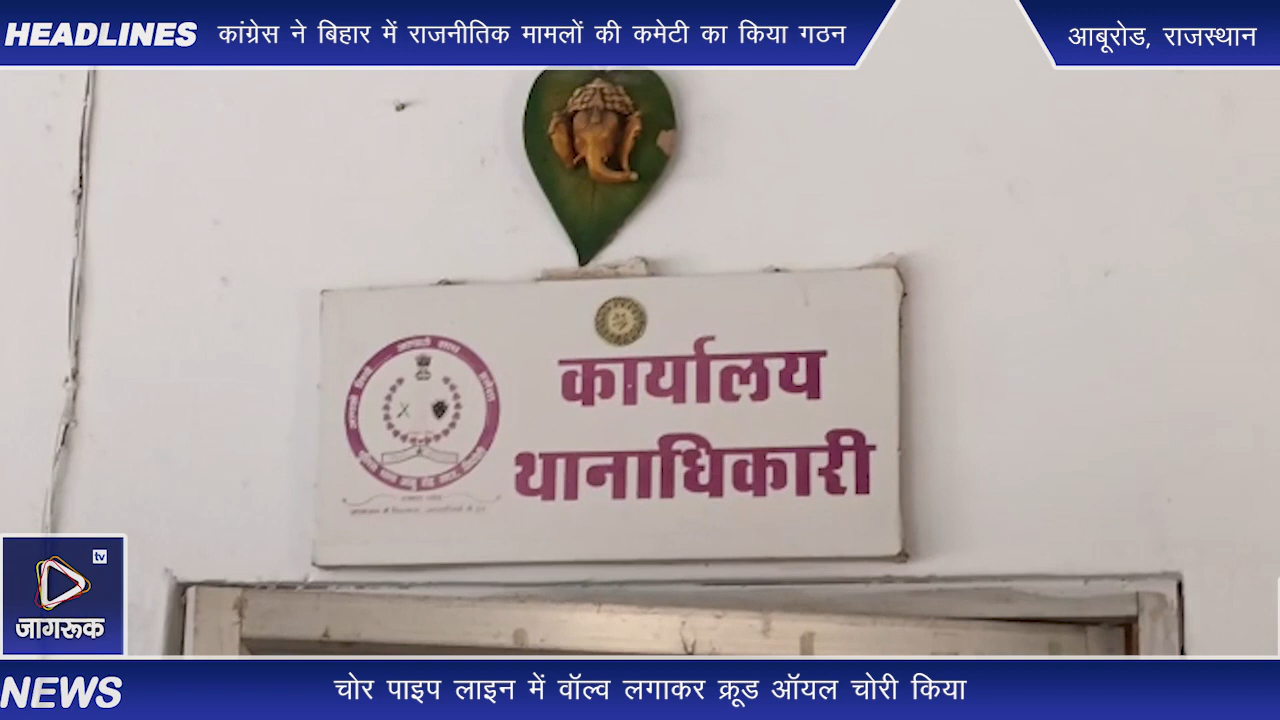 HEADLINES कांग्रेस ने बिहार में राजनीतिक मामलों की कमेटी का किया गठन
आबूरोड, राजस्थान
कार्यालय
थानाधिकारी
tv
जागरूक
NEWS चोर पाइप लाइन में वॉल्व लगाकर क्रूड ऑयल चोरी किया